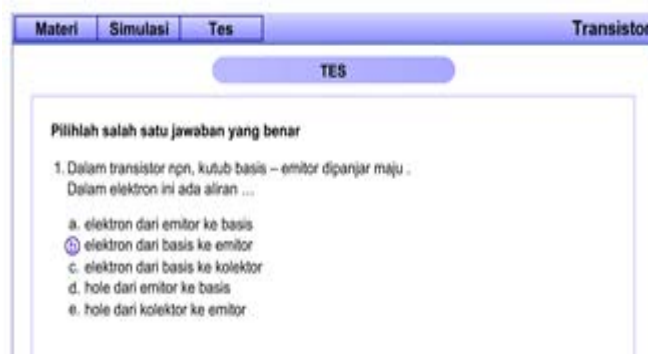 Materi Simulasi Tes Transistor
TES
Pilihlah salah satu jawaban yang benar
1. Dalam transistor npn, kutub basis – emitor dipanjar maju .
Dalam elektron ini ada aliran ...
a. elektron dari emitor ke basis
b. elektron dari basis ke emitor
c. elektron dari basis ke kolektor
d. hole dari emitor ke basis
e. hole dari kolektor ke emitor